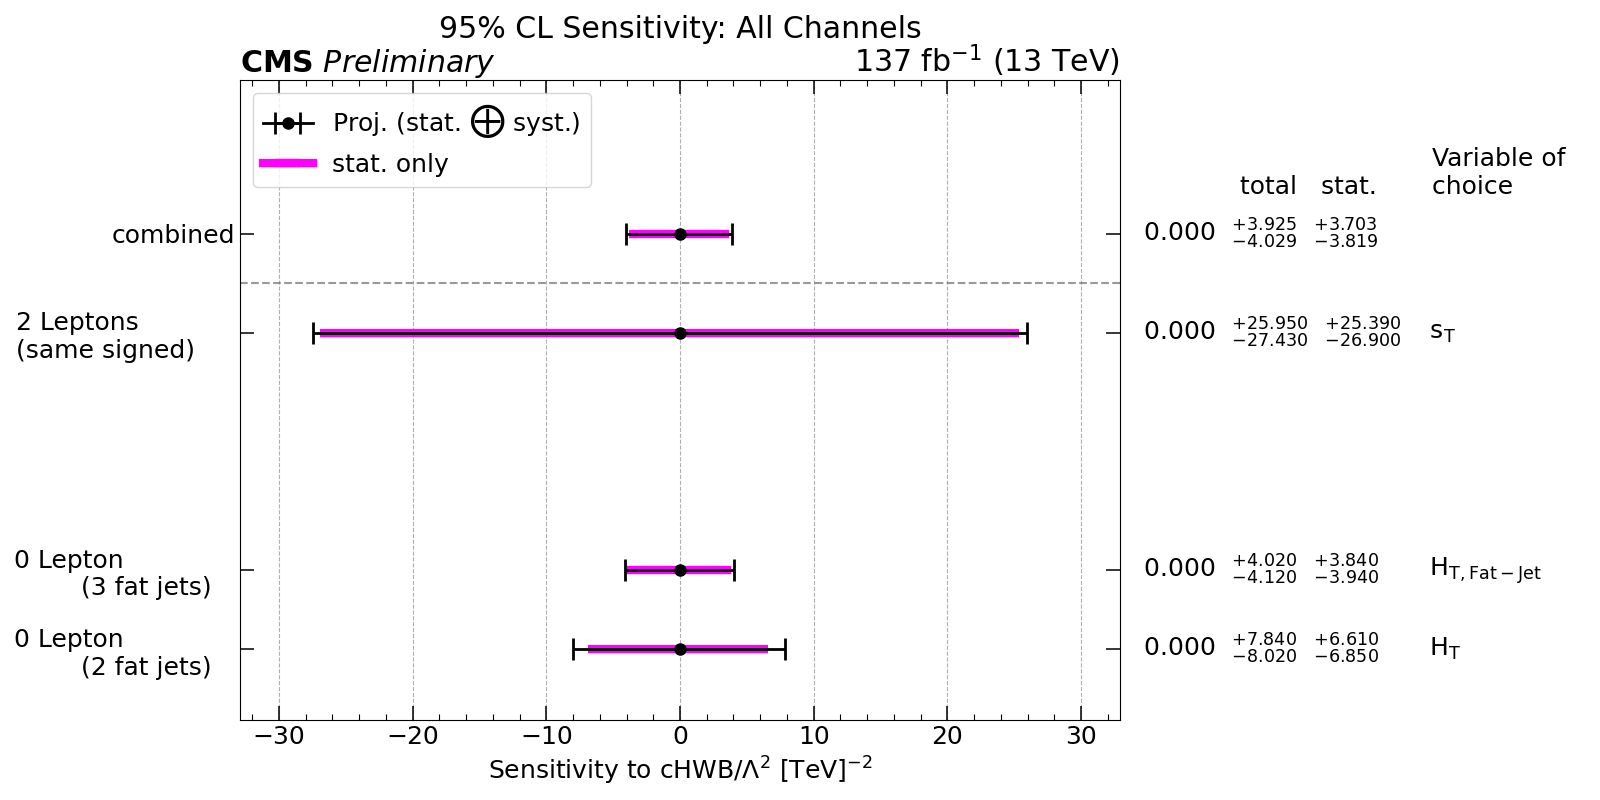 95% CL Sensitivity: All Channels
CMS Preliminary
137 fb⁻¹ (13 TeV)
Proj. (stat. ⊕ syst.)
stat. only
Variable of
choice
total stat.
combined
0.000 +3.925 −4.029 +3.703 −3.819
2 Leptons
(same signed)
0.000 +25.950 −27.430 +25.390 −26.900 s_T
0 Lepton
(3 fat jets)
0.000 +4.020 −4.120 +3.840 −3.940 H_T, Fat−Jet
0 Lepton
(2 fat jets)
0.000 +7.840 −8.020 +6.610 −6.850 H_T
−30 −20 −10 0 10 20 30
Sensitivity to cHWB/Λ² [TeV]⁻²